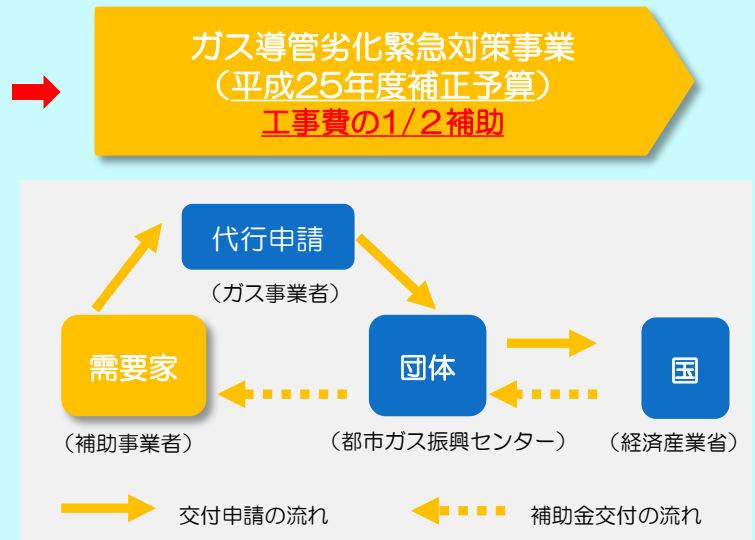 ガス導管劣化緊急対策事業
（平成25年度補正予算）
工事費の1/2補助
代行申請
（ガス事業者）
需要家
団体
国
（補助事業者）
（都市ガス振興センター）
（経済産業省）
交付申請の流れ
補助金交付の流れ